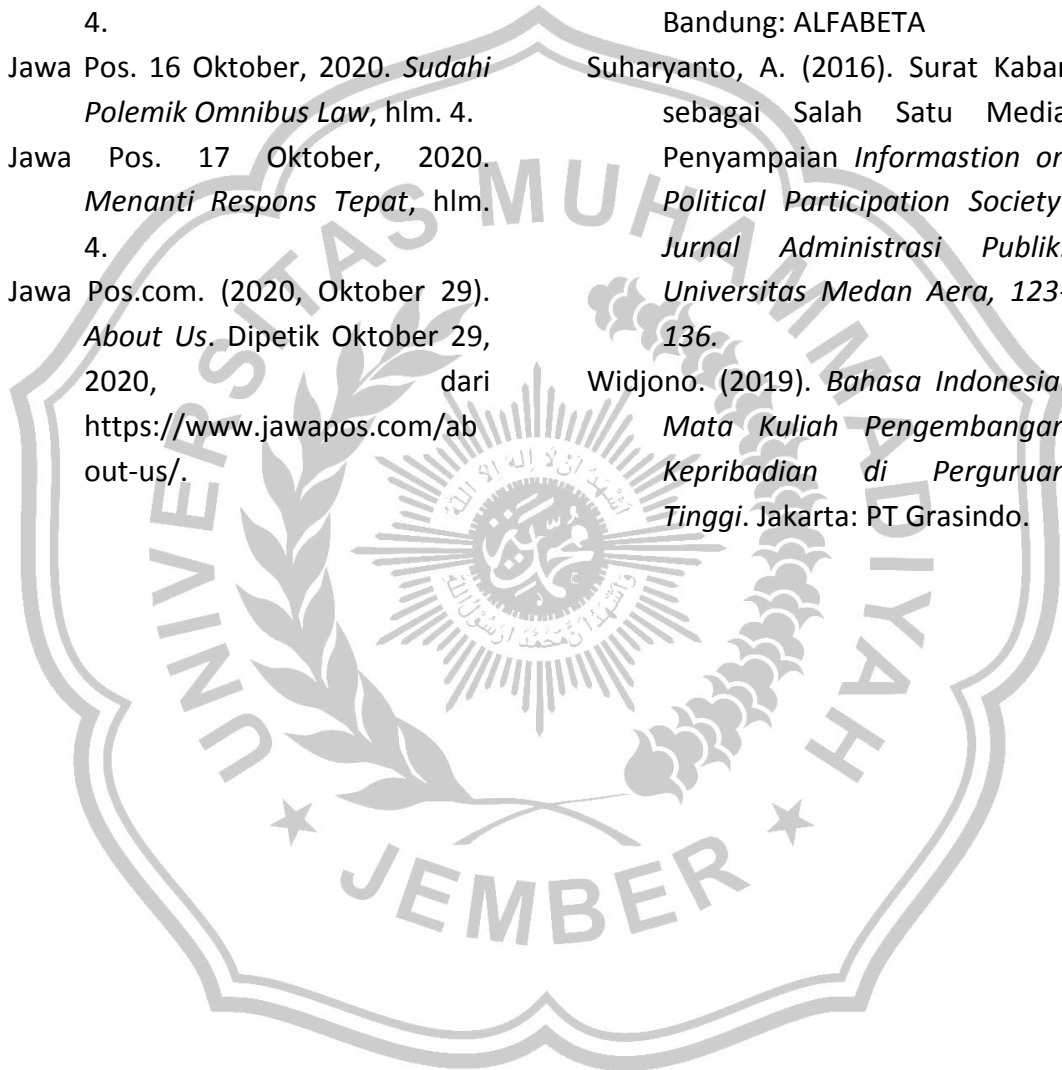 4.
Jawa Pos. 16 Oktober, 2020. Sudahi
Polemik Omnibus Law, hlm. 4.
Jawa Pos. 17 Oktober, 2020.
Menanti Respons Tepat, hlm.
4.
Jawa Pos.com. (2020, Oktober 29).
About Us. Dipetik Oktober 29,
2020, dari
https://www.jawapos.com/ab
out-us/.
Bandung: ALFABETA
Suharyanto, A. (2016). Surat Kabar
sebagai Salah Satu Media
Penyampaian Informastion on
Political Participation Society.
Jurnal Administrasi Publik.
Universitas Medan Aera, 123-
136.
Widjono. (2019). Bahasa Indonesia
Mata Kuliah Pengembangan
Kepribadian di Perguruan
Tinggi. Jakarta: PT Grasindo.
UNIVERSITAS MUHAMMADIYAH
JEMBER